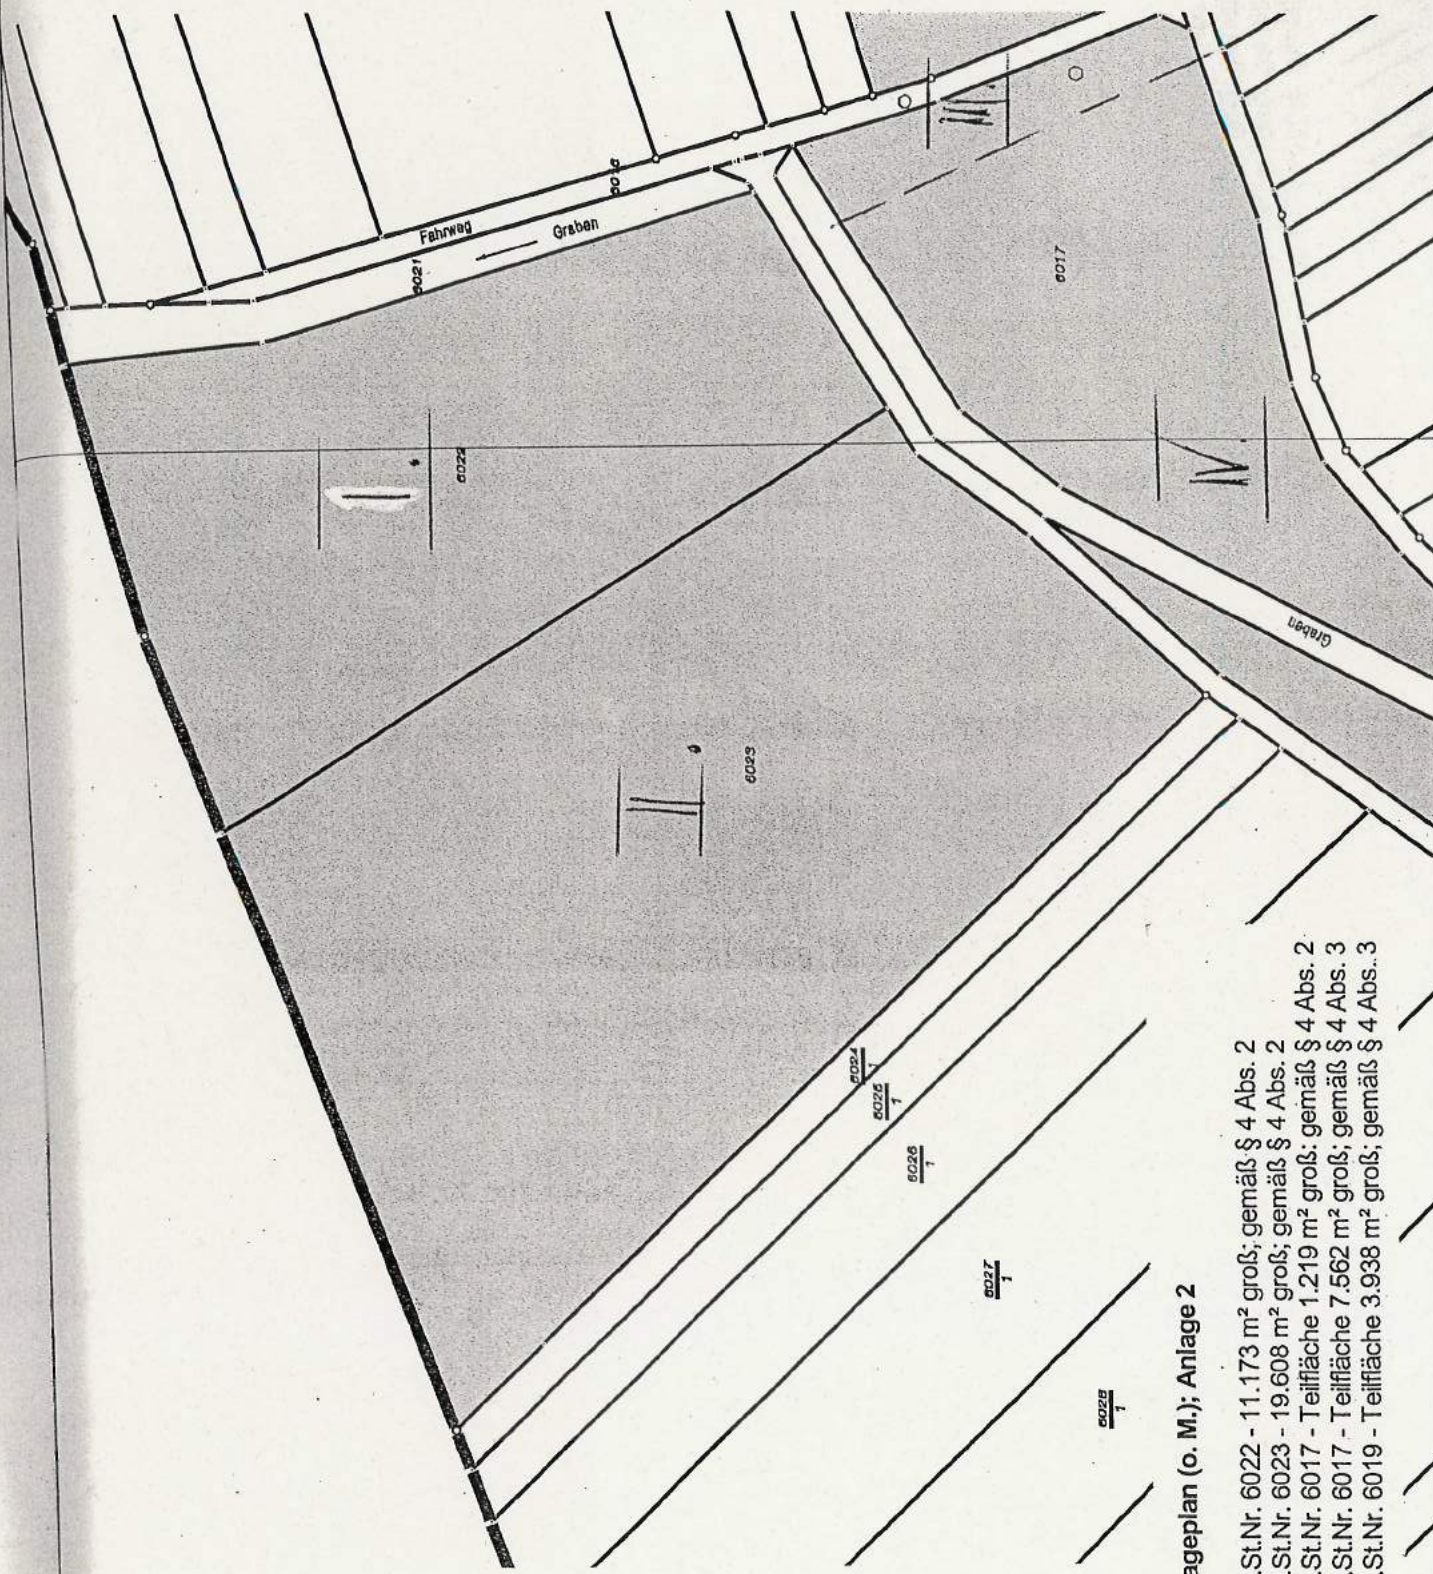 Fahrweg
Graben
6016
6021
6017
6022
6023
Graben
I
II
III
IV
6024
1
6025
1
6026
1
6027
1
6028
1
ageplan (o. M.); Anlage 2
.St.Nr. 6022 - 11.173 m² groß; gemäß § 4 Abs. 2
.St.Nr. 6023 - 19.608 m² groß; gemäß § 4 Abs. 2
.St.Nr. 6017 - Teilfläche 1.219 m² groß: gemäß § 4 Abs. 2
.St.Nr. 6017 - Teilfläche 7.562 m² groß; gemäß § 4 Abs. 3
.St.Nr. 6019 - Teilfläche 3.938 m² groß; gemäß § 4 Abs. 3